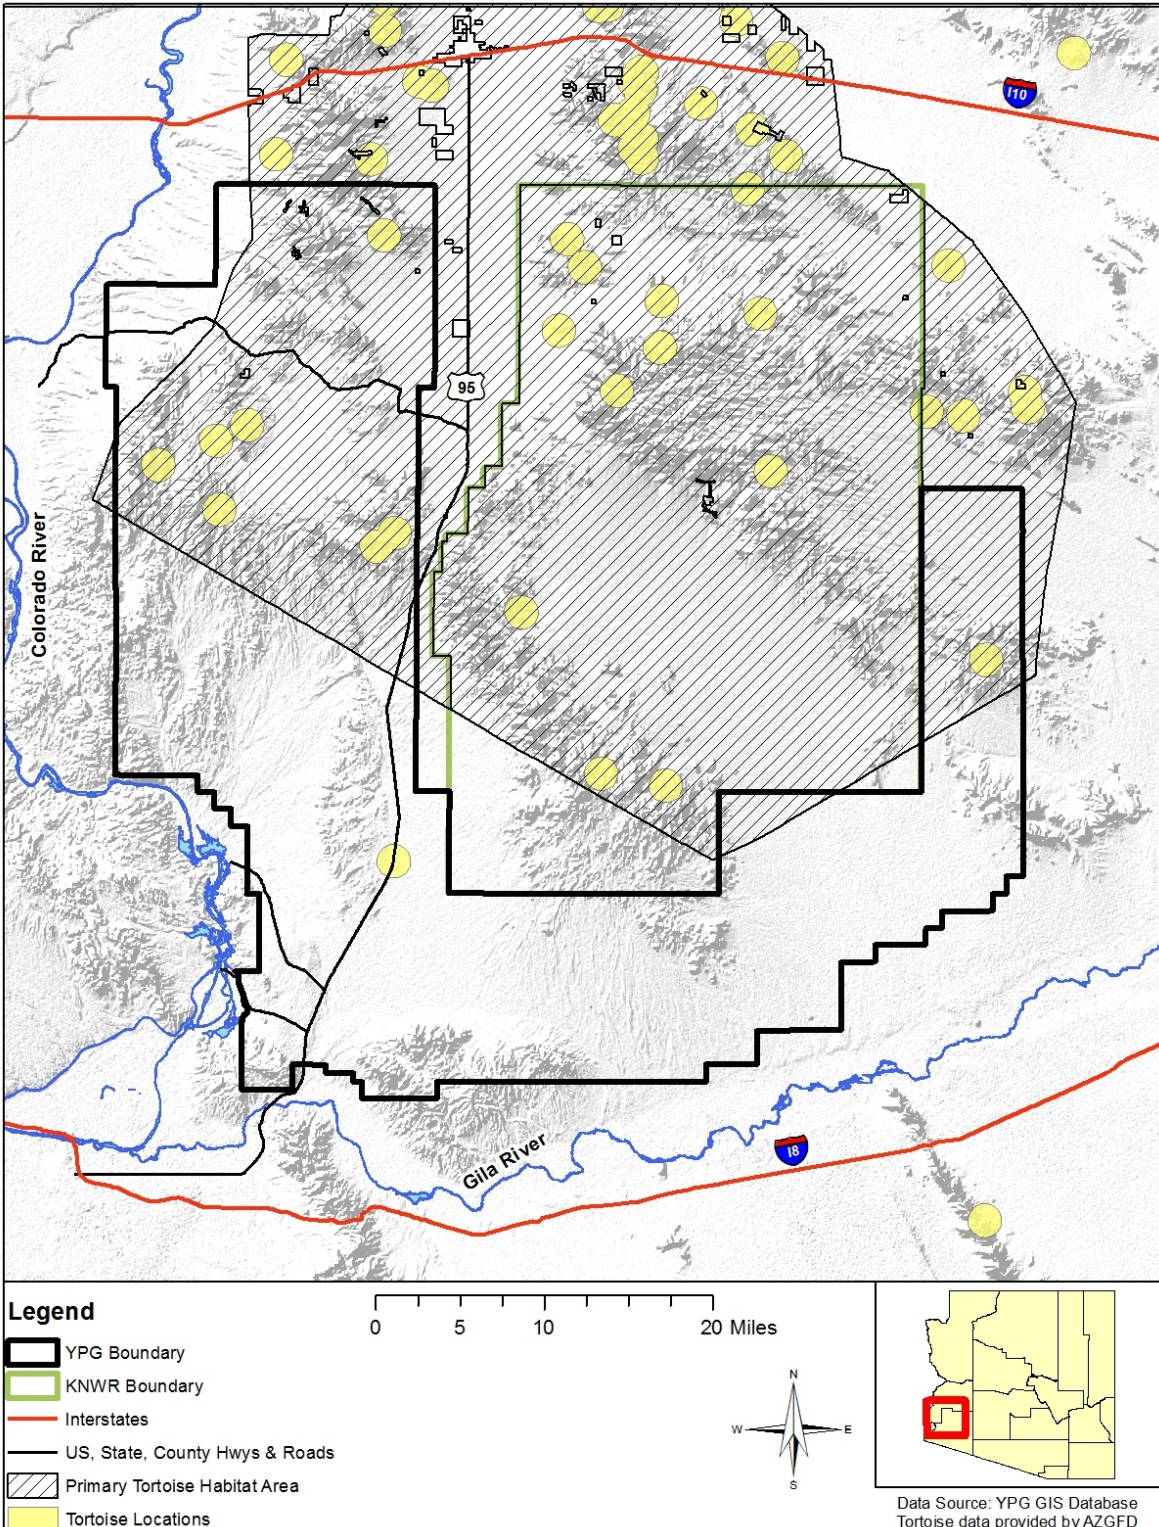 I10
95
Colorado River
Gila River
I8
Legend
YPG Boundary
KNWR Boundary
Interstates
US, State, County Hwys & Roads
Primary Tortoise Habitat Area
Tortoise Locations
0 5 10 20 Miles
N
W E
S
Data Source: YPG GIS Database
Tortoise data provided by AZGFD